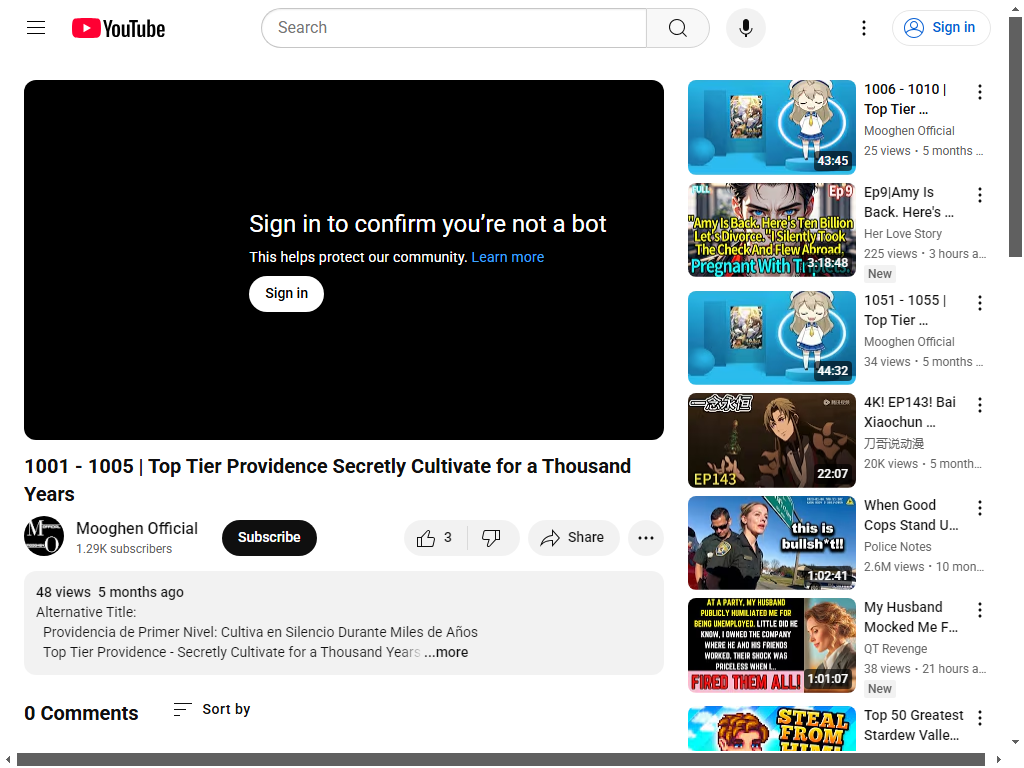 YouTube
Search
Sign in
Sign in to confirm you’re not a bot
This helps protect our community. Learn more
Sign in
1001 - 1005 | Top Tier Providence Secretly Cultivate for a Thousand
Years
Mooghen Official
1.29K subscribers
Subscribe
3
Share
48 views 5 months ago
Alternative Title:
Providencia de Primer Nivel: Cultiva en Silencio Durante Miles de Años
Top Tier Providence - Secretly Cultivate for a Thousand Years ...more
0 Comments
Sort by
43:45
1006 - 1010 |
Top Tier ...
Mooghen Official
25 views • 5 months ...
FULL
Ep 9
"Amy Is Back. Here's Ten Billion
Let's Divorce." I Silently Took
The Check And Flew Abroad,
Pregnant With Triplets.
3:18:48
Ep9|Amy Is
Back. Here's ...
Her Love Story
225 views • 3 hours a...
New
44:32
1051 - 1055 |
Top Tier ...
Mooghen Official
34 views • 5 months ...
一念永恒
腾讯视频
EP143
22:07
4K! EP143! Bai
Xiaochun ...
刀哥说动漫
20K views • 5 month...
this is
bullsh*t!!
1:02:41
When Good
Cops Stand U...
Police Notes
2.6M views • 10 mon...
AT A PARTY, MY HUSBAND
PUBLICLY HUMILIATED ME FOR
BEING UNEMPLOYED. LITTLE DID HE
KNOW, I OWNED THE COMPANY
WHERE HE AND HIS FRIENDS
WORKED. THEIR SHOCK WAS
PRICELESS WHEN I...
FIRED THEM ALL!
1:01:07
My Husband
Mocked Me F...
QT Revenge
38 views • 21 hours a...
New
STEAL
FROM
HIM!
Top 50 Greatest
Stardew Valle...